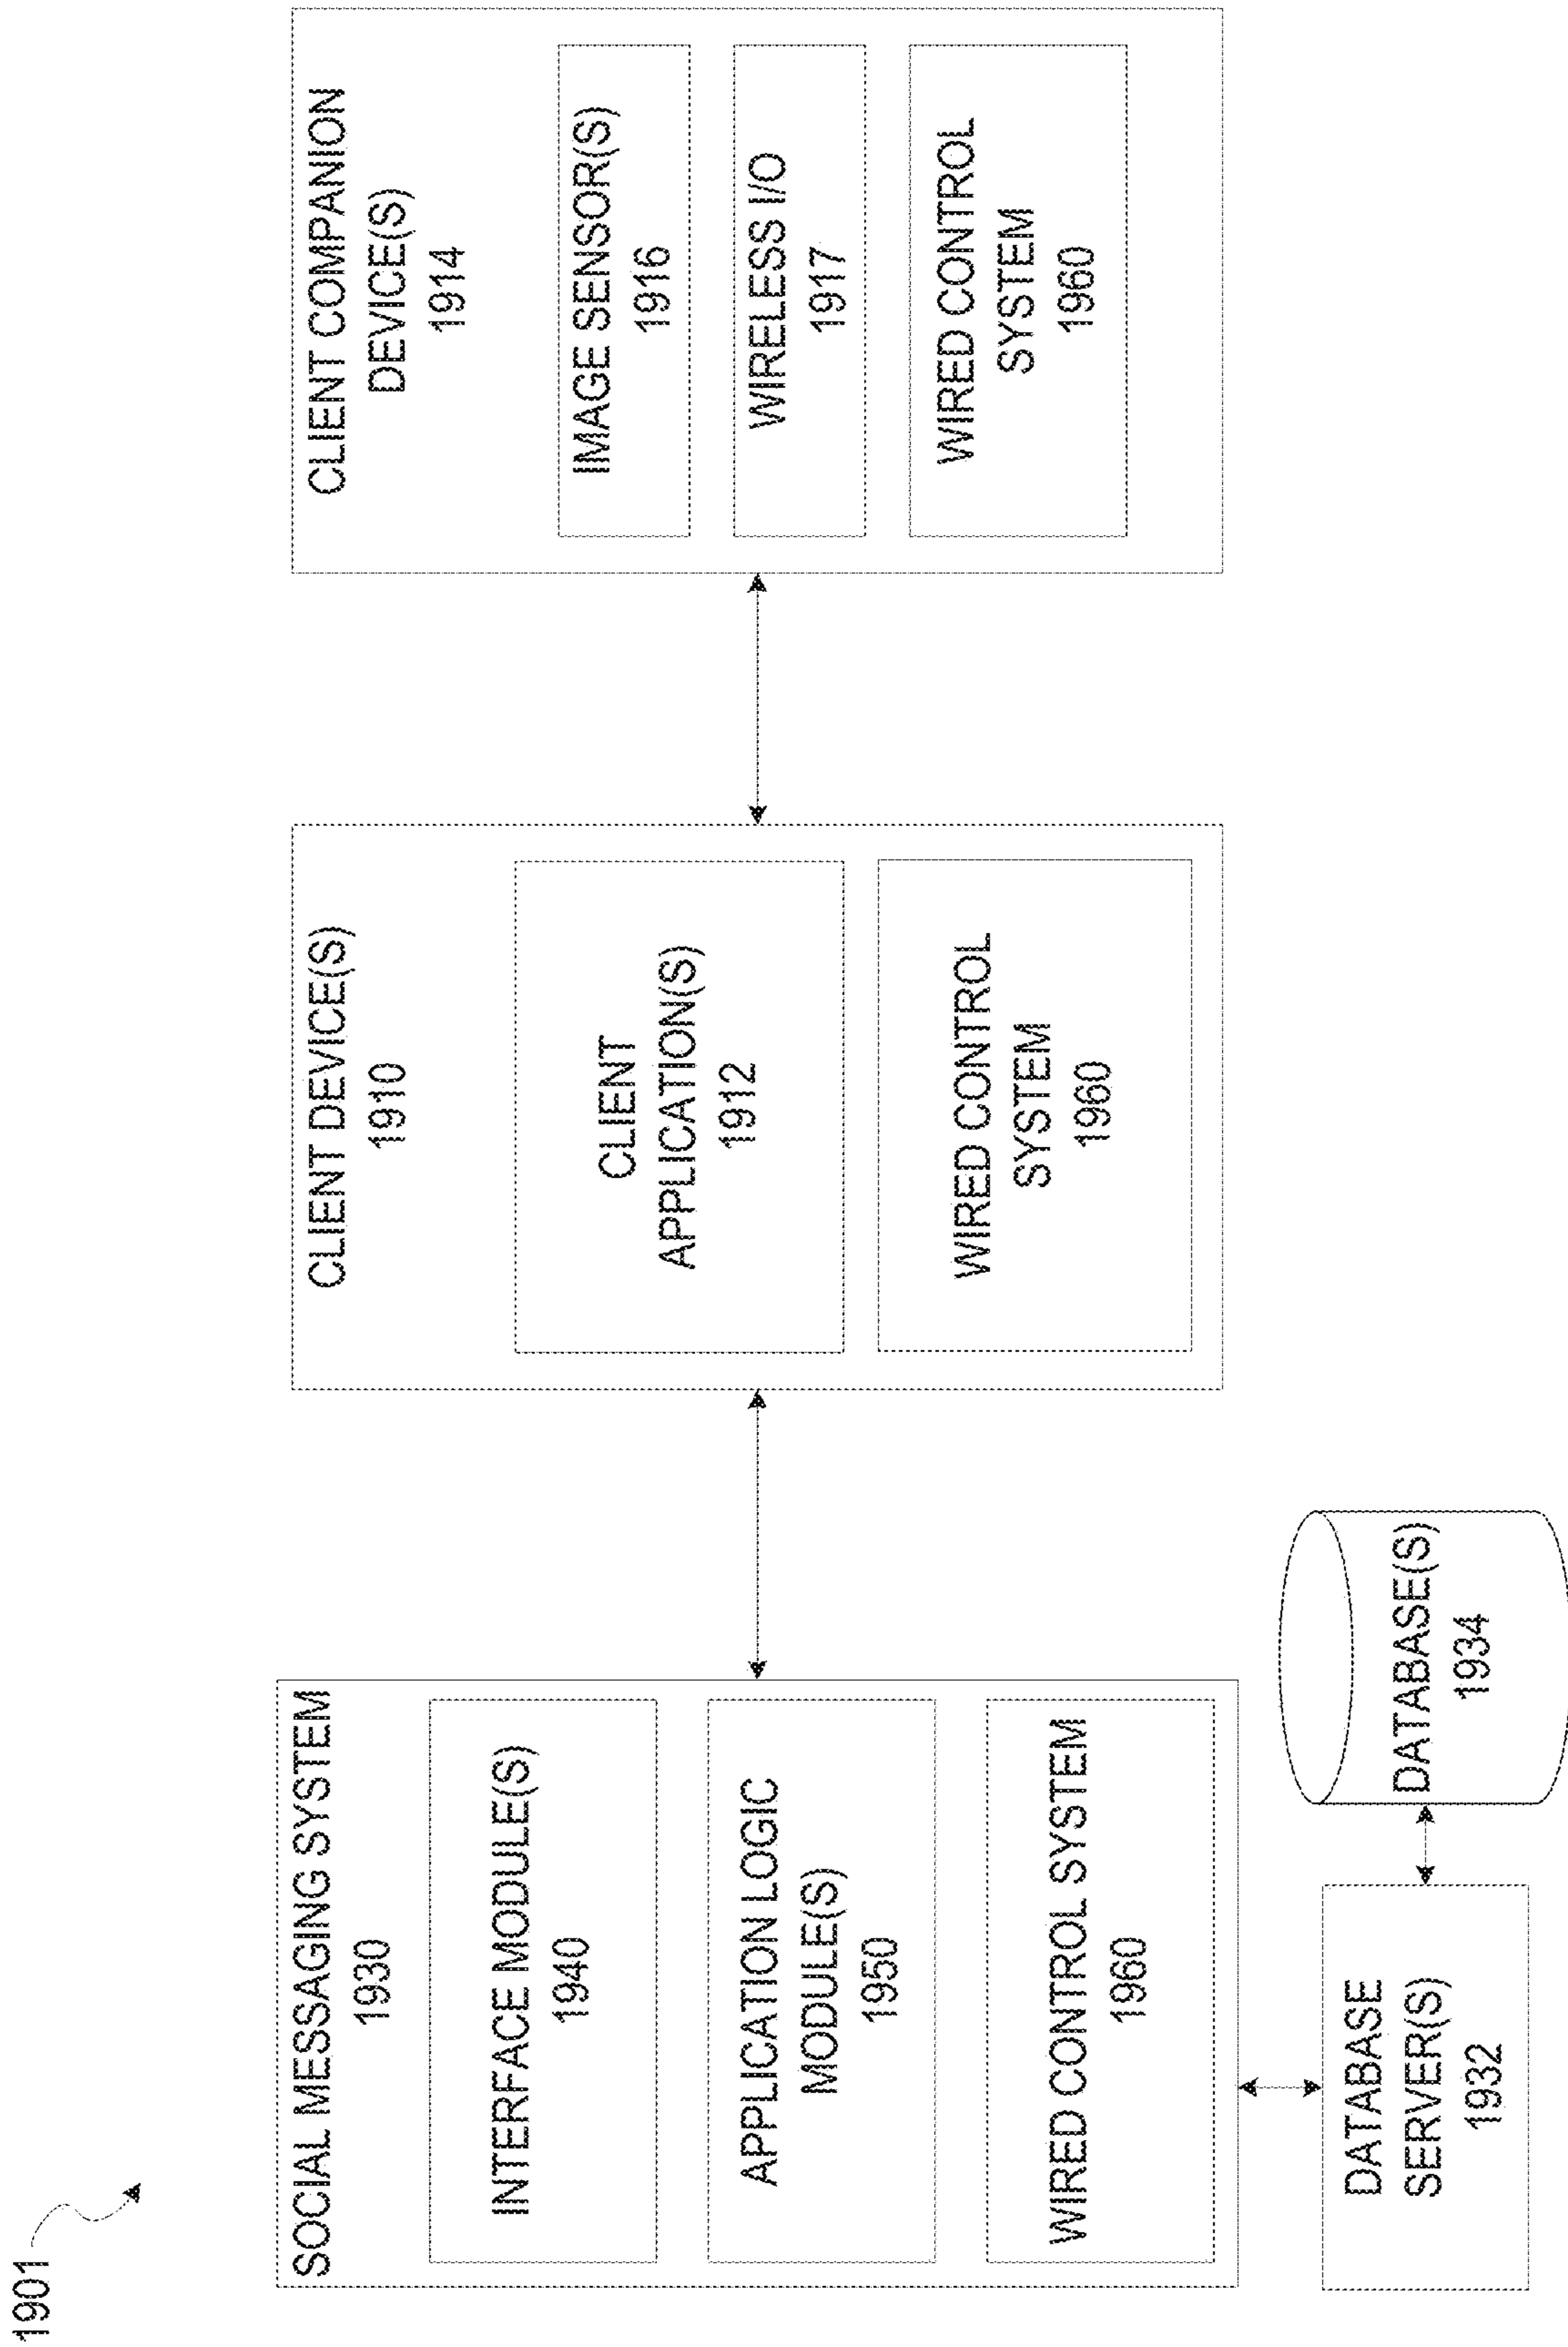 1901
SOCIAL MESSAGING SYSTEM
1930
INTERFACE MODULE(S)
1940
APPLICATION LOGIC
MODULE(S)
1950
WIRED CONTROL SYSTEM
1960
DATABASE
SERVER(S)
1932
DATABASE(S)
1934
CLIENT DEVICE(S)
1910
CLIENT
APPLICATION(S)
1912
WIRED CONTROL
SYSTEM
1960
CLIENT COMPANION
DEVICE(S)
1914
IMAGE SENSOR(S)
1916
WIRELESS I/O
1917
WIRED CONTROL
SYSTEM
1960